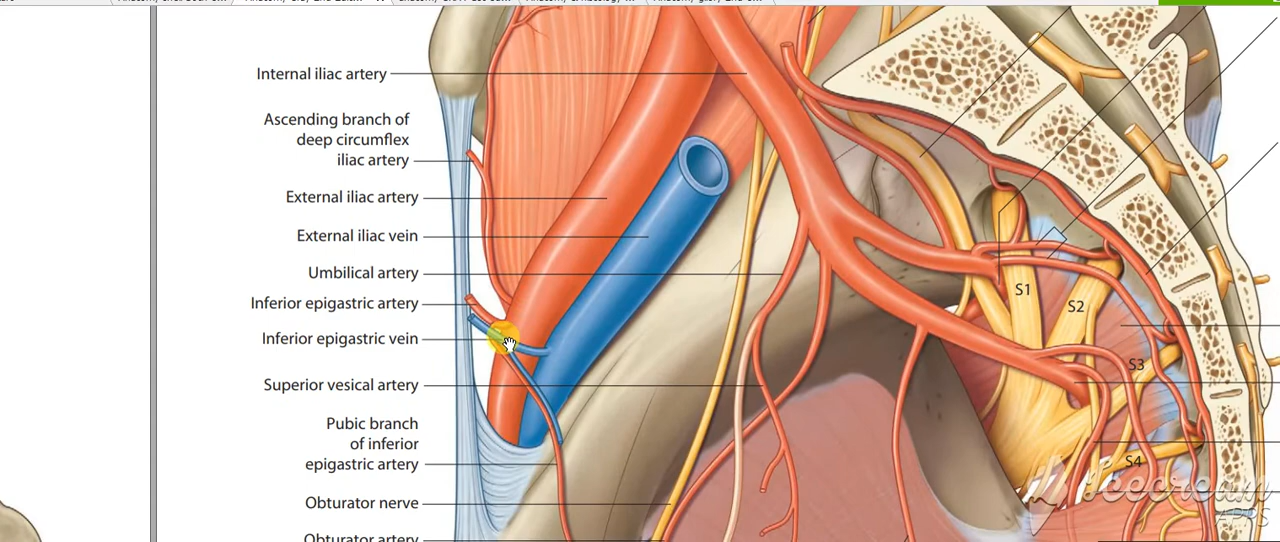 Internal iliac artery
Ascending branch of
deep circumflex
iliac artery
External iliac artery
External iliac vein
Umbilical artery
Inferior epigastric artery
Inferior epigastric vein
Superior vesical artery
Pubic branch
of inferior
epigastric artery
Obturator nerve
Obturator artery
S1
S2
S3
S4
Icecream
APPS